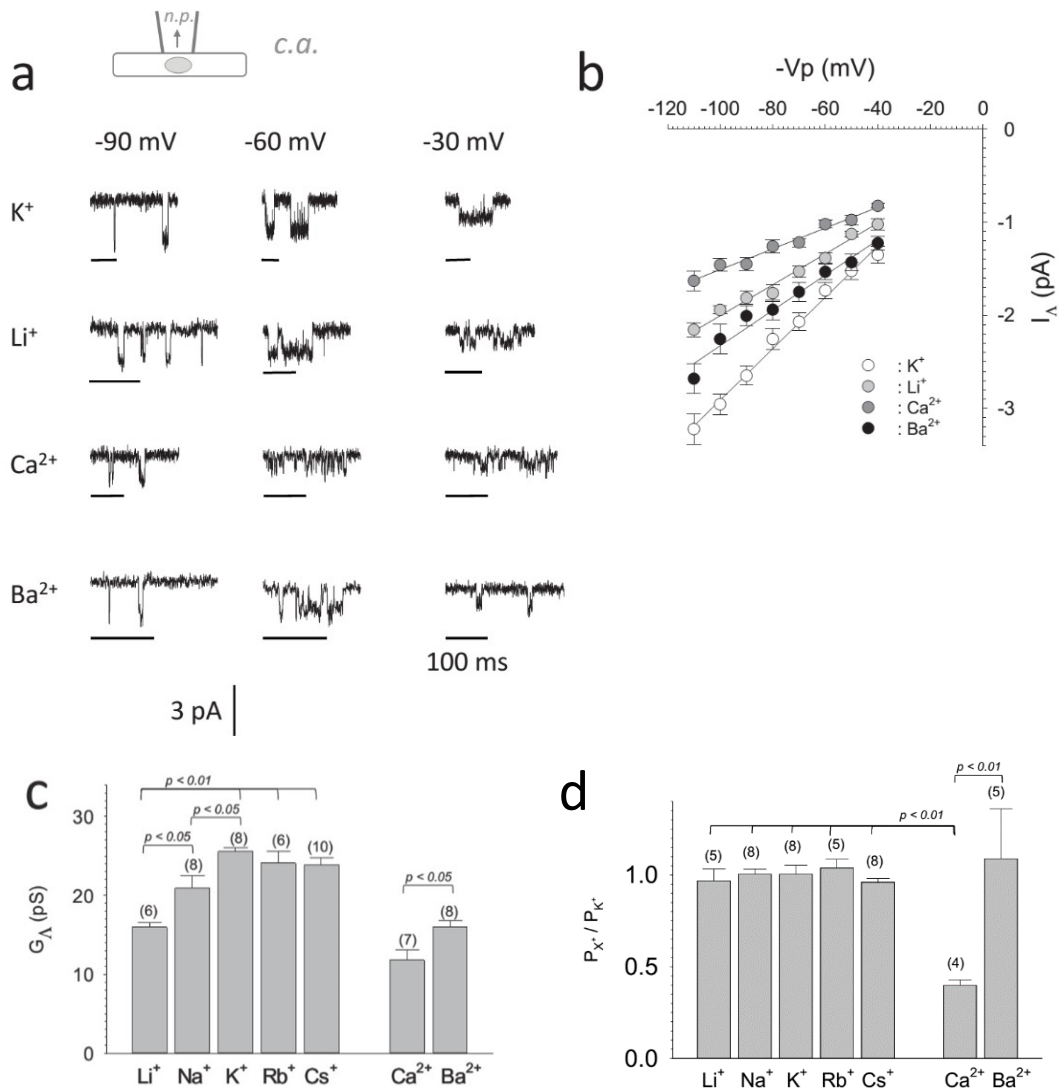 n.p.
c.a.
a
-90 mV -60 mV -30 mV
K⁺
Li⁺
Ca²⁺
Ba²⁺
100 ms
3 pA
b
-Vp (mV)
-120 -100 -80 -60 -40 -20 0
0
-1
-2
-3
I_Λ (pA)
: K⁺
: Li⁺
: Ca²⁺
: Ba²⁺
c
p < 0.01
p < 0.05
p < 0.05
p < 0.05
(6) (8) (8) (6) (10) (7) (8)
30
20
10
0
G_Λ (pS)
Li⁺ Na⁺ K⁺ Rb⁺ Cs⁺ Ca²⁺ Ba²⁺
d
p < 0.01
p < 0.01
(5) (8) (8) (5) (8) (4) (5)
1.0
0.5
0.0
P_X⁺ / P_K⁺
Li⁺ Na⁺ K⁺ Rb⁺ Cs⁺ Ca²⁺ Ba²⁺